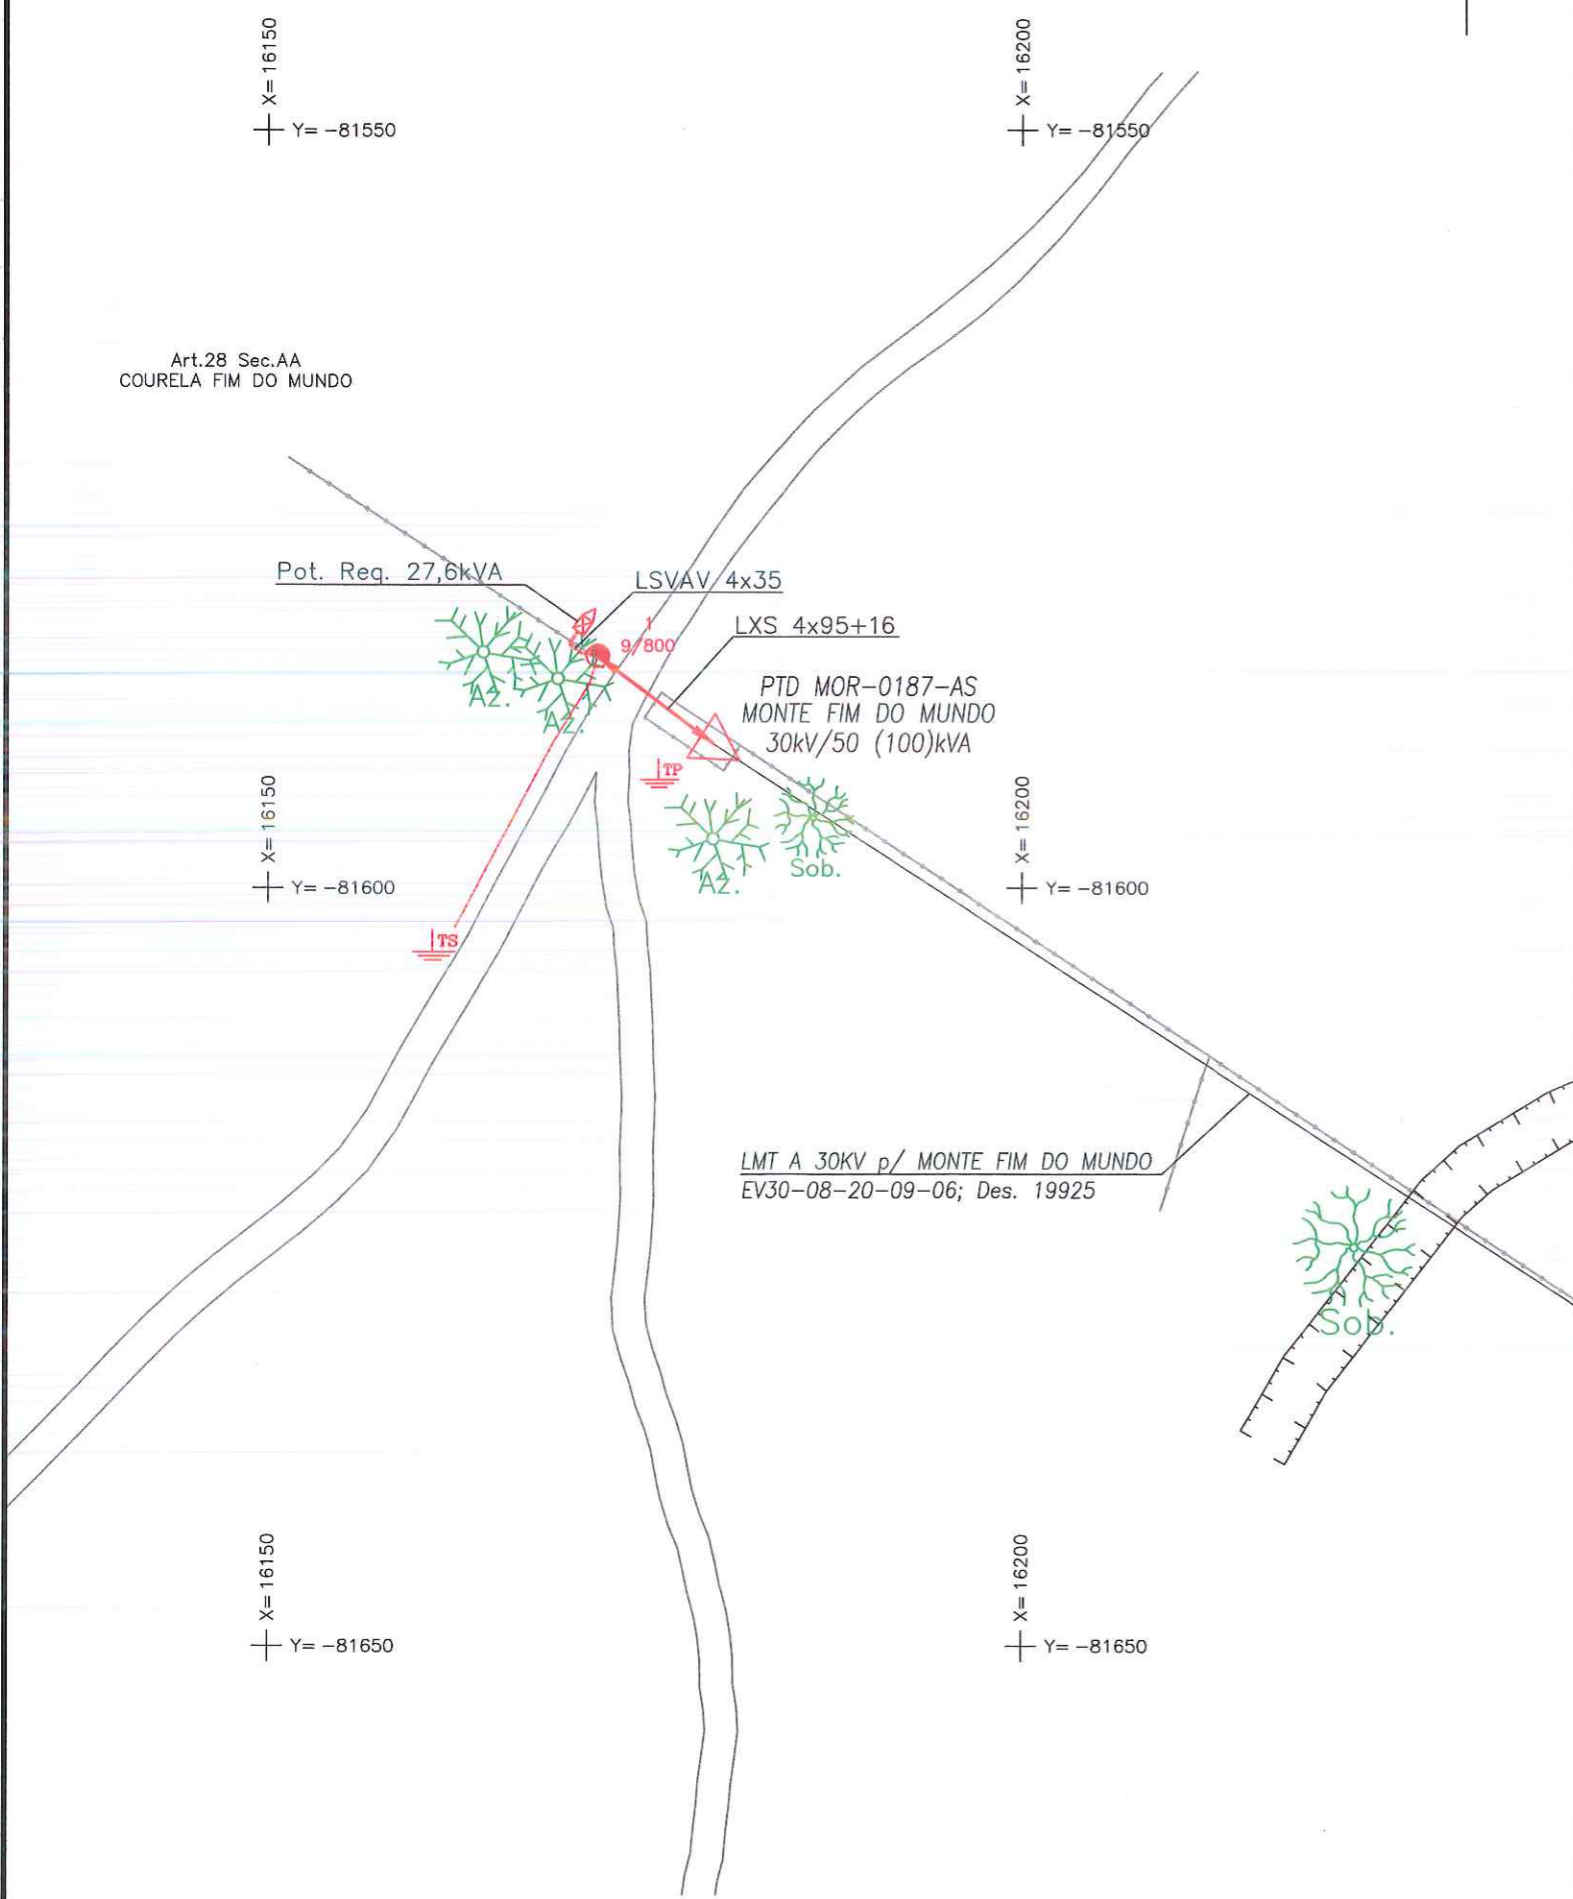 X= 16150
Y= -81550
X= 16200
Y= -81550
Art.28 Sec.AA
COURELA FIM DO MUNDO
Pot. Req. 27,6kVA
LSVAV 4x35
1
9/800
LXS 4x95+16
PTD MOR-0187-AS
MONTE FIM DO MUNDO
30kV/50 (100)kVA
Az.
Az.
TP
X= 16150
Y= -81600
Az.
Sob.
X= 16200
Y= -81600
TS
LMT A 30KV p/ MONTE FIM DO MUNDO
EV30-08-20-09-06; Des. 19925
Sob.
X= 16150
Y= -81650
X= 16200
Y= -81650